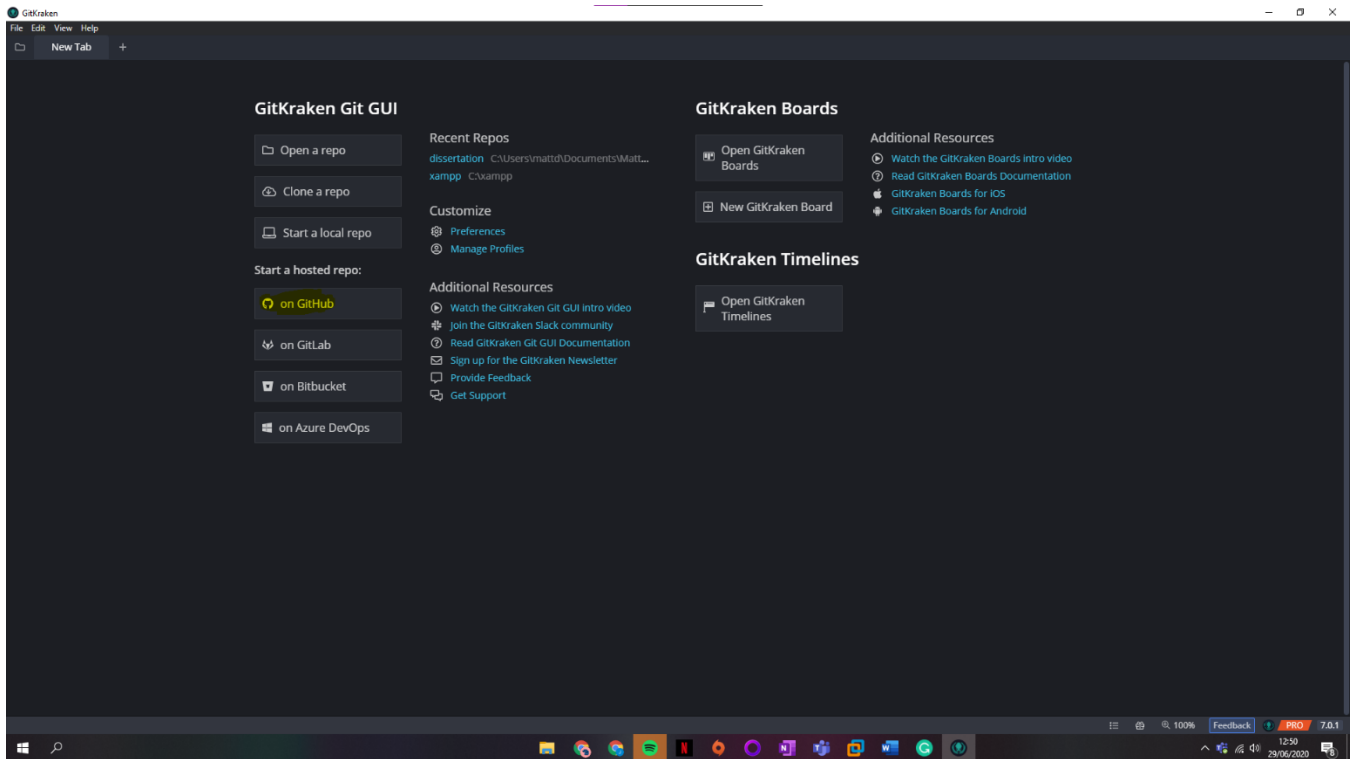 GitKraken
File Edit View Help
New Tab +
GitKraken Git GUI
Open a repo
Clone a repo
Start a local repo
Start a hosted repo:
on GitHub
on GitLab
on Bitbucket
on Azure DevOps
Recent Repos
dissertation C:\Users\mattd\Documents\Matt...
xampp C:\xampp
Customize
Preferences
Manage Profiles
Additional Resources
Watch the GitKraken Git GUI intro video
Join the GitKraken Slack community
Read GitKraken Git GUI Documentation
Sign up for the GitKraken Newsletter
Provide Feedback
Get Support
GitKraken Boards
Open GitKraken
Boards
New GitKraken Board
Additional Resources
Watch the GitKraken Boards intro video
Read GitKraken Boards Documentation
GitKraken Boards for iOS
GitKraken Boards for Android
GitKraken Timelines
Open GitKraken
Timelines
100% Feedback PRO 7.0.1
12:50
29/06/2020